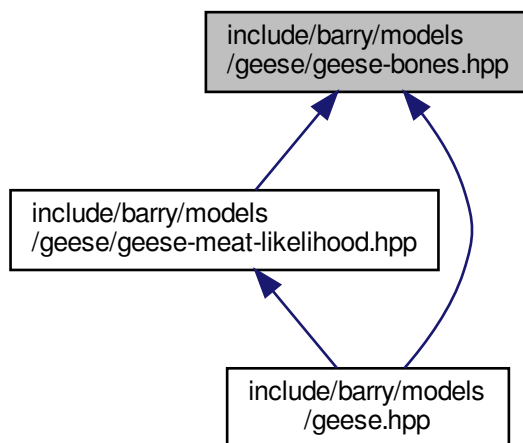 include/barry/models
/geese/geese-bones.hpp
include/barry/models
/geese/geese-meat-likelihood.hpp
include/barry/models
/geese.hpp